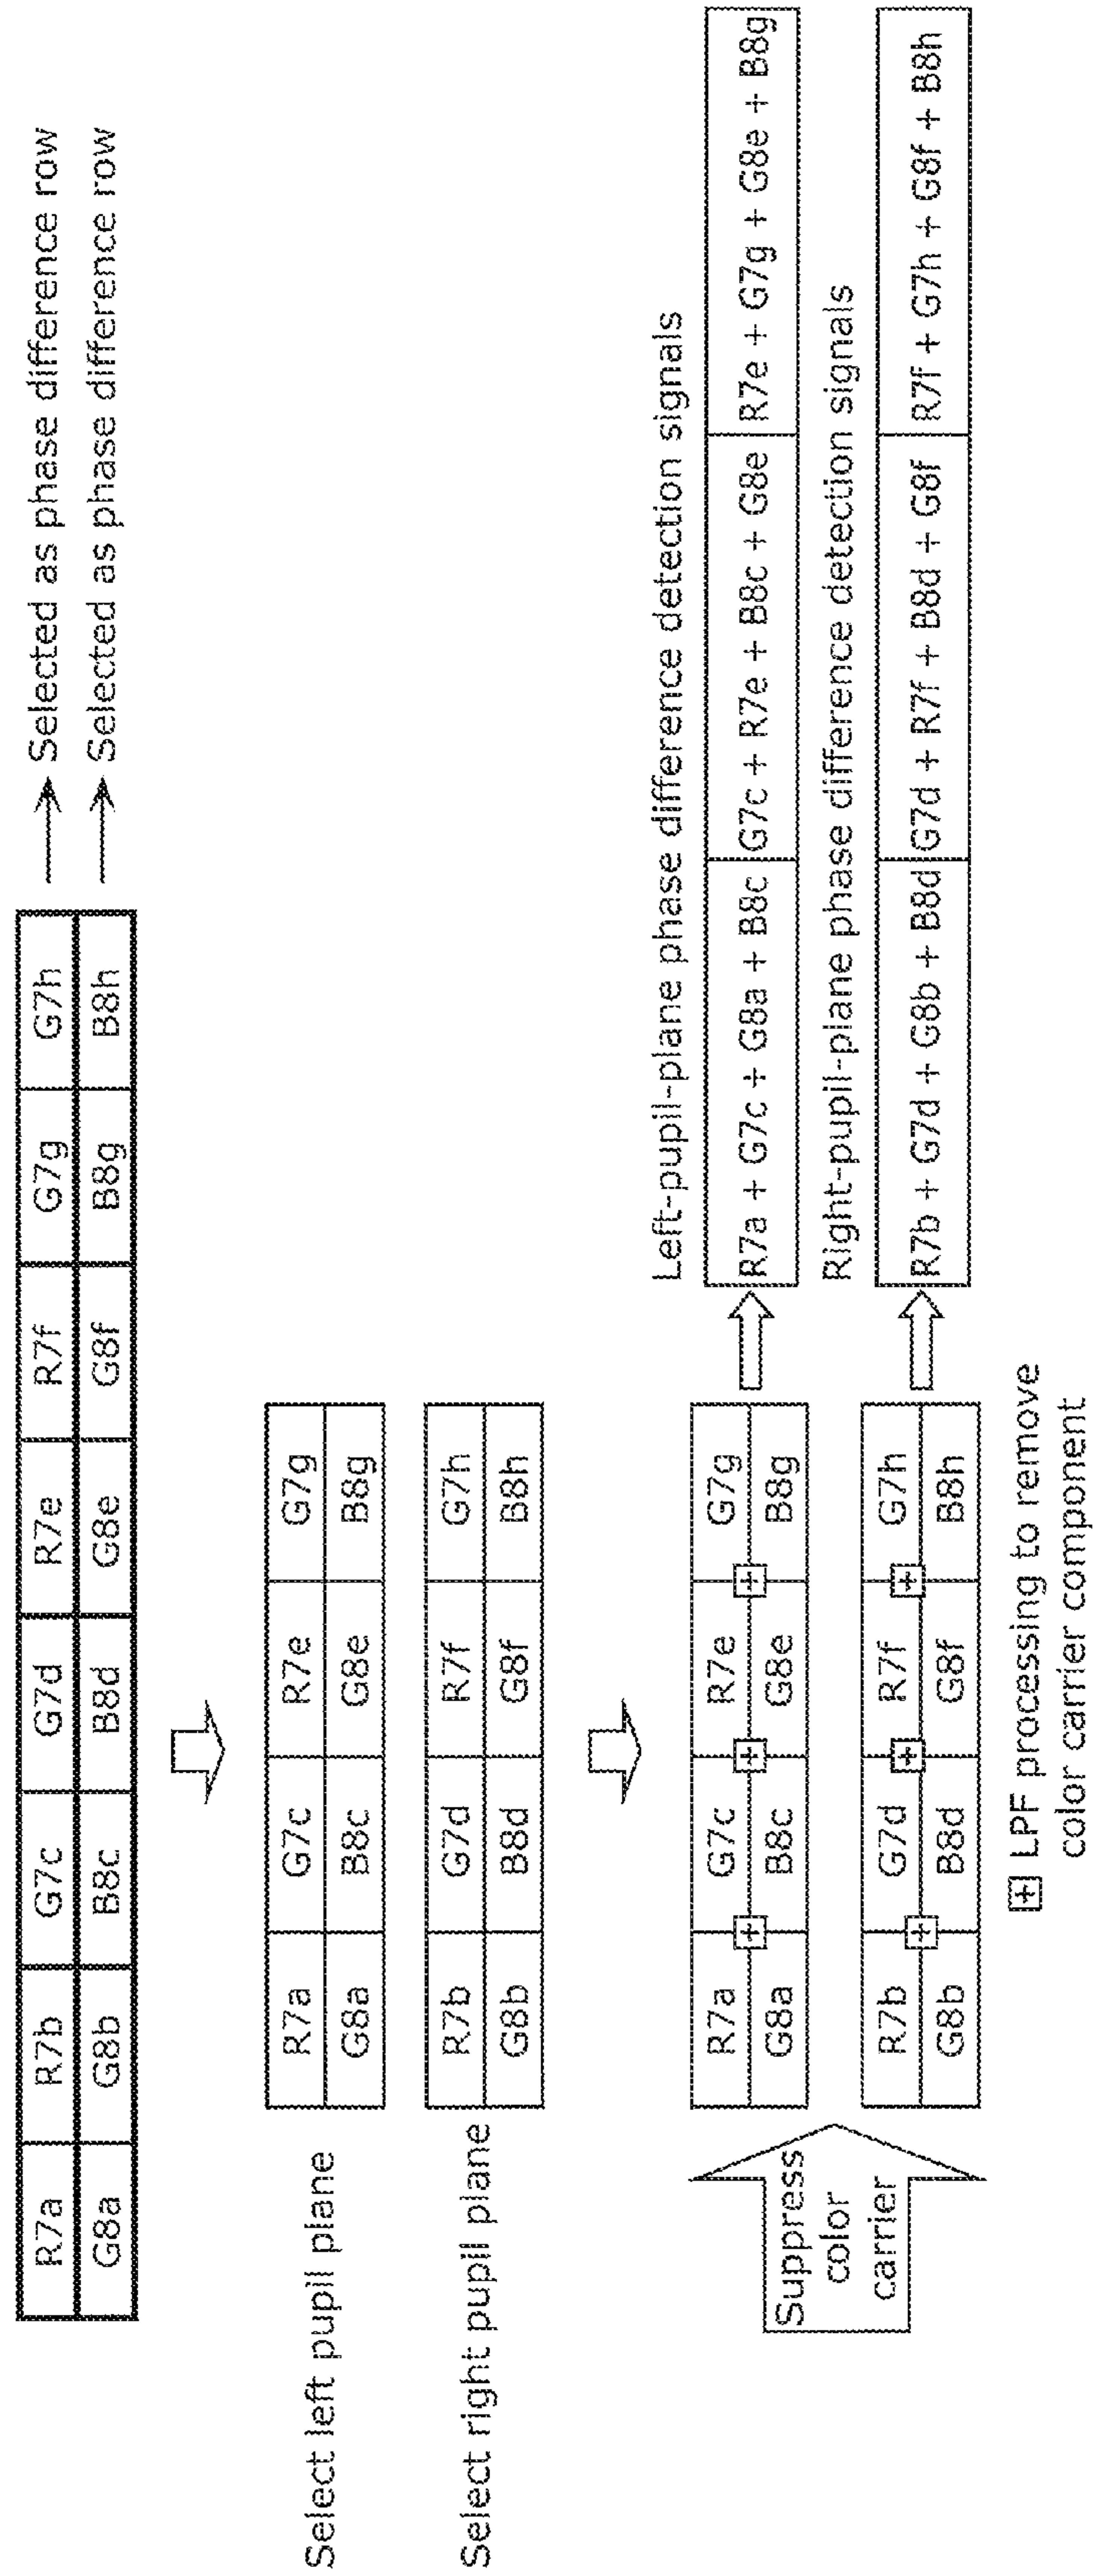 R7a R7b G7c G7d R7e R7f G7g G7h Selected as phase difference row
G8a G8b B8c B8d G8e G8f B8g B8h Selected as phase difference row
Select left pupil plane
R7a G7c R7e G7g
G8a B8c G8e B8g
Select right pupil plane
R7b G7d R7f G7h
G8b B8d G8f B8h
Suppress
color
carrier
R7a G7c R7e G7g
+ + +
G8a B8c G8e B8g
R7b G7d R7f G7h
+ + +
G8b B8d G8f B8h
+ LPF processing to remove
color carrier component
Left-pupil-plane phase difference detection signals
R7a + G7c + G8a + B8c G7c + R7e + B8c + G8e R7e + G7g + G8e + B8g
Right-pupil-plane phase difference detection signals
R7b + G7d + G8b + B8d G7d + R7f + B8d + G8f R7f + G7h + G8f + B8h